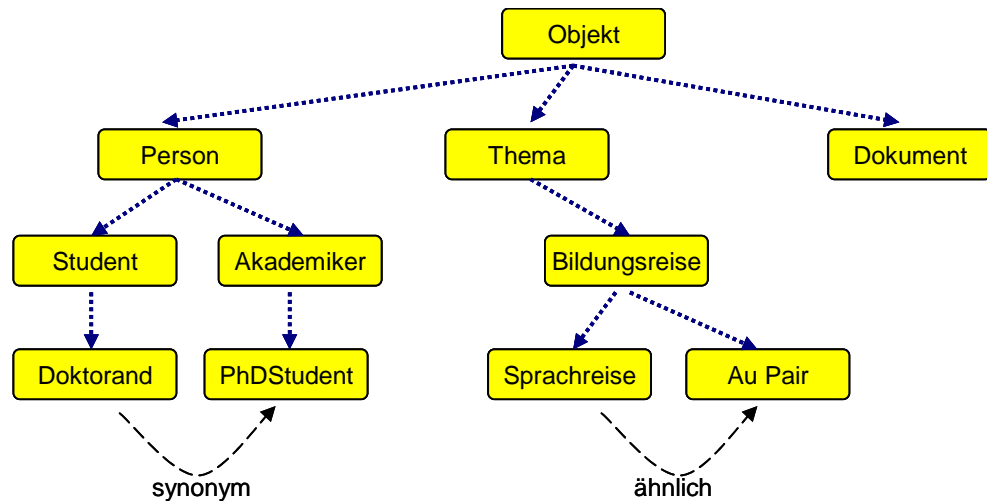 Objekt
Person
Thema
Dokument
Student
Akademiker
Bildungsreise
Doktorand
PhDStudent
Sprachreise
Au Pair
synonym
ähnlich